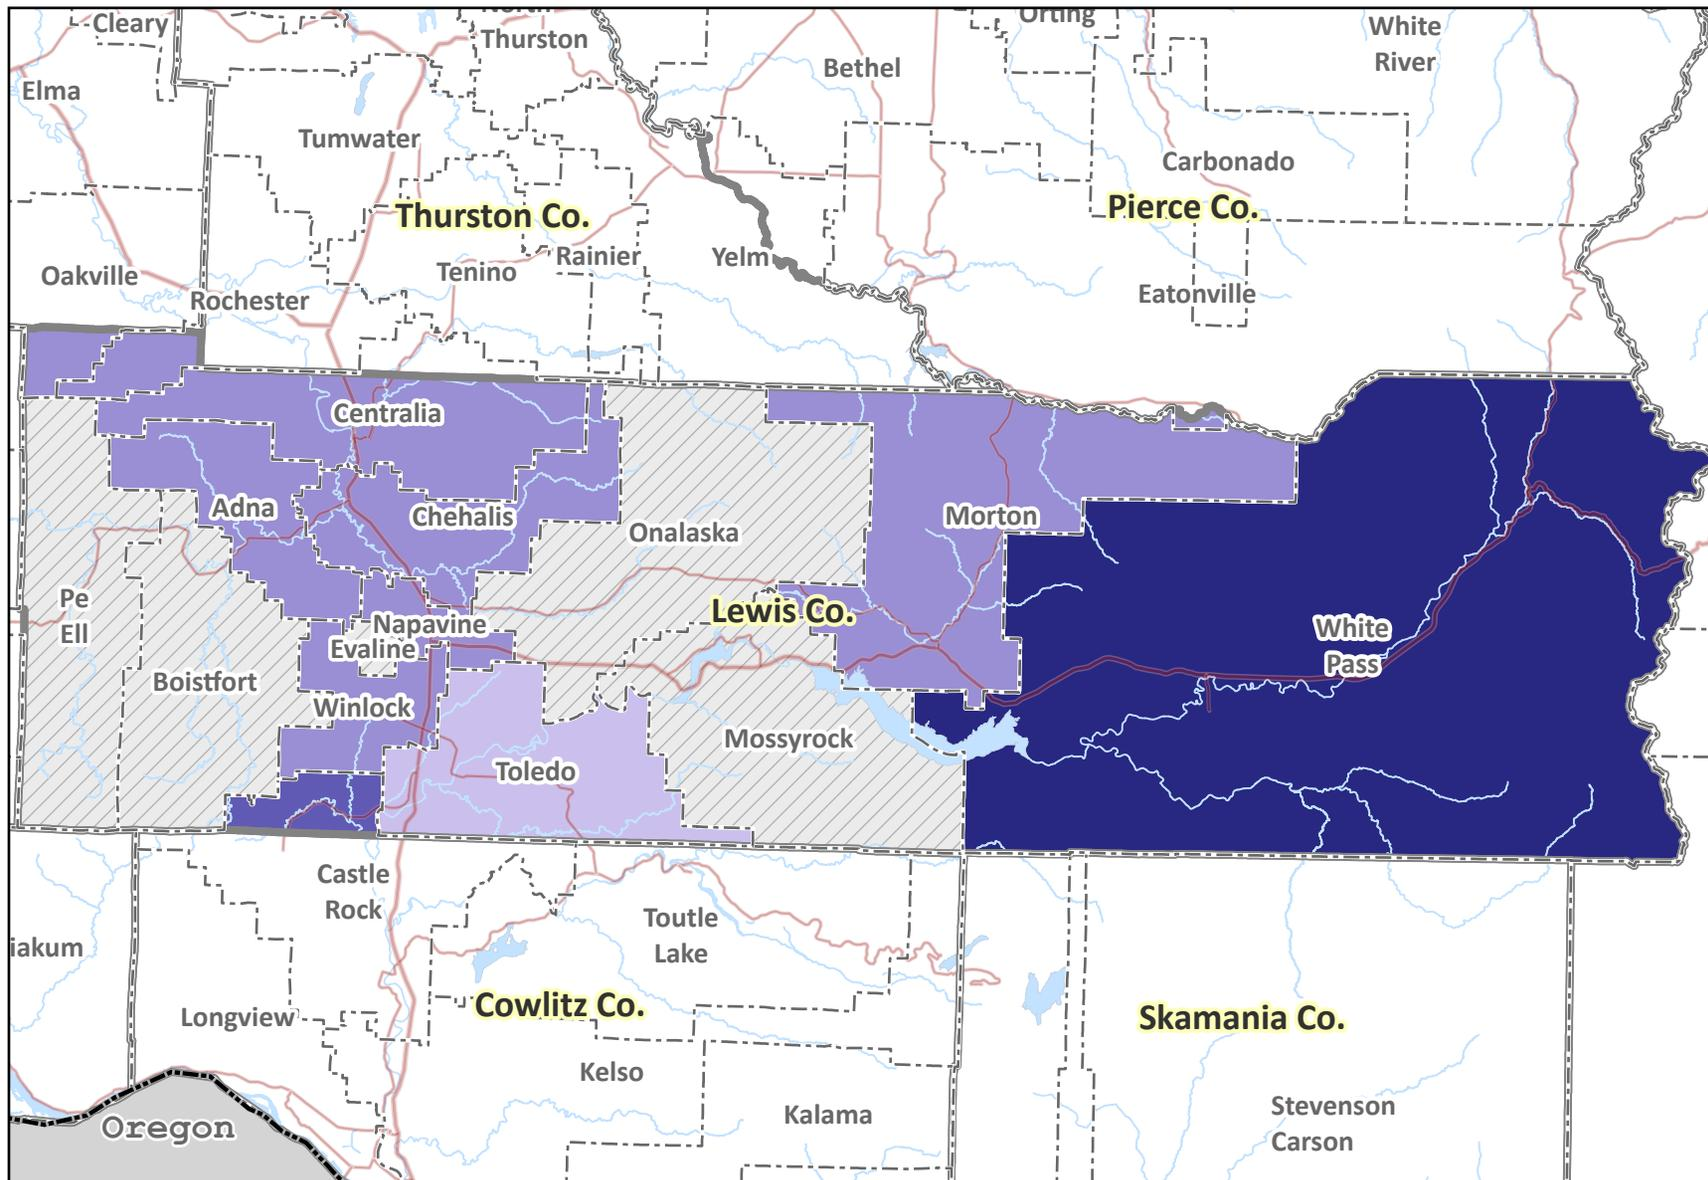 Cleary
North
Thurston
Orting
White
River
Bethel
Elma
Tumwater
Carbonado
Thurston Co.
Pierce Co.
Rainier
Yelm
Tenino
Oakville
Rochester
Eatonville
Centralia
Adna
Chehalis
Morton
Onalaska
Pe
Ell
Lewis Co.
Napavine
Evaline
White
Pass
Boistfort
Winlock
Mossyrock
Toledo
Castle
Rock
Toutle
Lake
iakum
Cowlitz Co.
Longview
Skamania Co.
Kelso
Kalama
Stevenson
Carson
Oregon